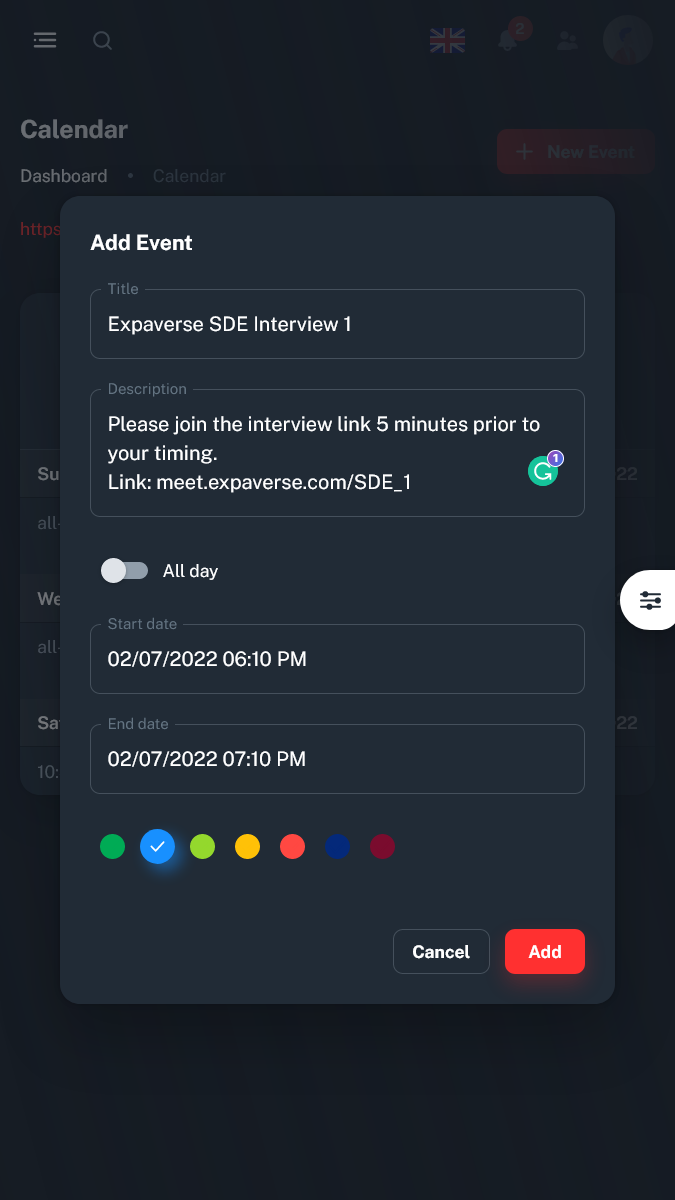 2
Calendar
New Event
Dashboard • Calendar
https
Add Event
Title
Expaverse SDE Interview 1
Description
Please join the interview link 5 minutes prior to
your timing.
Link: meet.expaverse.com/SDE_1
1
Su
22
all-
All day
We
Start date
all-
02/07/2022 06:10 PM
Sa
End date
22
02/07/2022 07:10 PM
10:
Cancel
Add